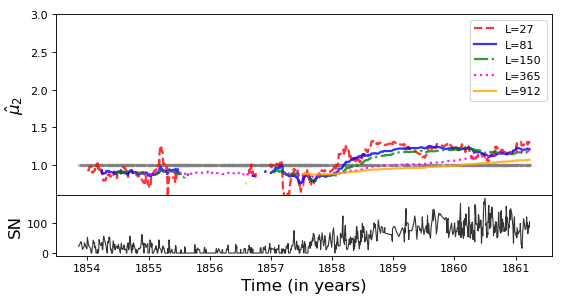 3.0
2.5
2.0
1.5
1.0
μ̂₂
L=27
L=81
L=150
L=365
L=912
100
0
SN
1854 1855 1856 1857 1858 1859 1860 1861
Time (in years)